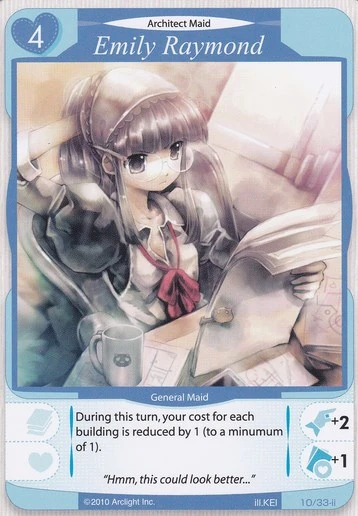 4
Architect Maid
Emily Raymond
General Maid
During this turn, your cost for each
building is reduced by 1 (to a minumum
of 1).
+2
+1
"Hmm, this could look better..."
©2010 Arclight Inc.
ill.KEI
10/33-ii